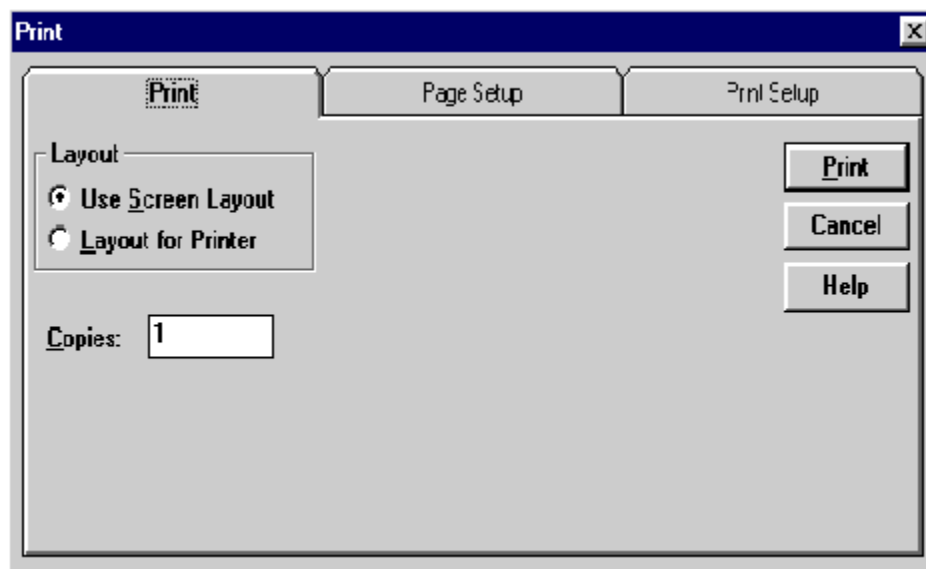 Print
Print Page Setup Print Setup
Layout
Use Screen Layout
Layout for Printer
Copies: 1
Print
Cancel
Help